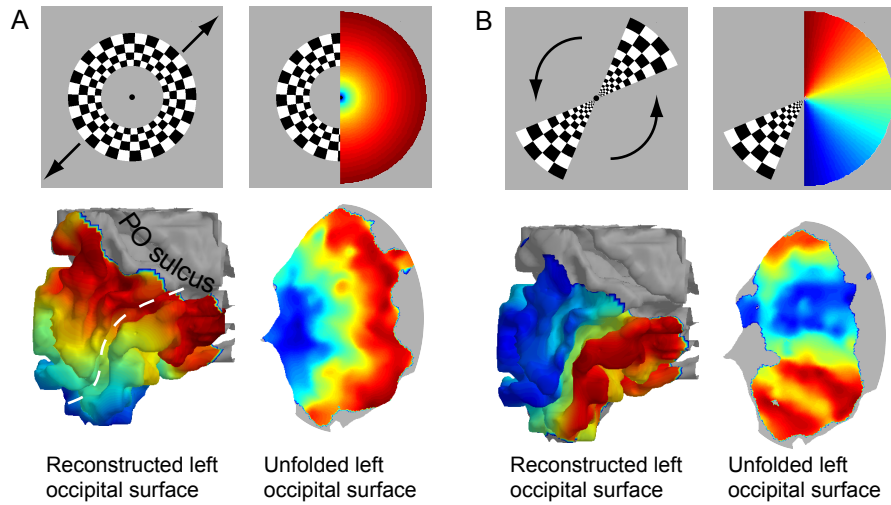 A
B
PO sulcus
Reconstructed left
occipital surface
Unfolded left
occipital surface
Reconstructed left
occipital surface
Unfolded left
occipital surface